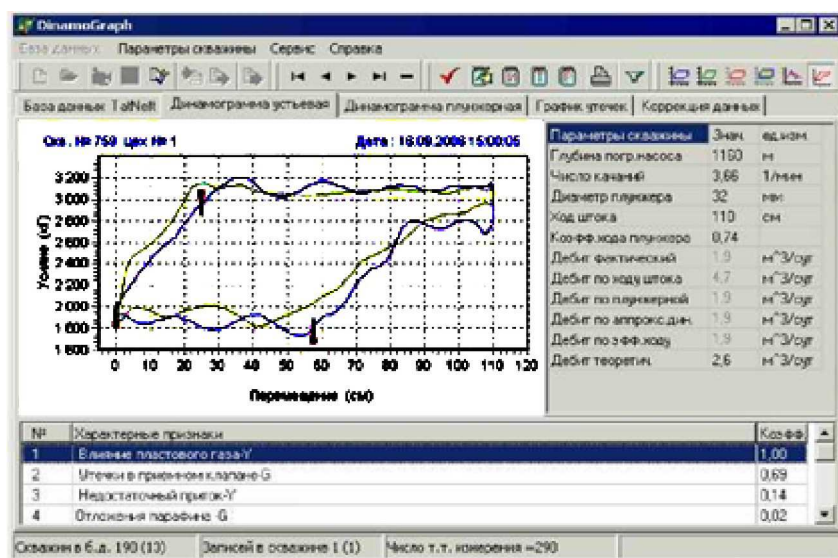 DinamoGraph
База данных Параметры скважины Сервис Справка
База данных TatNeft Динамограмма устьевая Динамограмма плунжерная График утечек Коррекция данных
Скв. № 759 цех № 1 Дата : 16.09.2006 15:00:05
Усилие (кГ)
3 200
3 000
2 800
2 600
2 400
2 200
2 000
1 800
1 600
0 10 20 30 40 50 60 70 80 90 100 110 120
Перемещение (см)
Параметры скважины Знач. ед.изм.
Глубина погр.насоса 1160 м
Число качаний 3,66 1/мин
Диаметр плунжера 32 мм
Ход штока 110 см
Коэфф.хода плунжера 0,74
Дебит фактический 1,9 м^3/сут
Дебит по ходу штока 4,7 м^3/сут
Дебит по плунжерной 1,9 м^3/сут
Дебит по аппрокс.дин. 1,9 м^3/сут
Дебит по эфф.ходу 1,9 м^3/сут
Дебит теоретич. 2,6 м^3/сут
№ Характерные признаки Коэфф.
1 Влияние пластового газа-Y 1,00
2 Утечки в приемном клапане-G 0,69
3 Недостаточный приток-Y 0,14
4 Отложения парафина -G 0,02
Скважин в б.д. 190 (13) Записей в скважине 1 (1) Число т.т. измерения =290